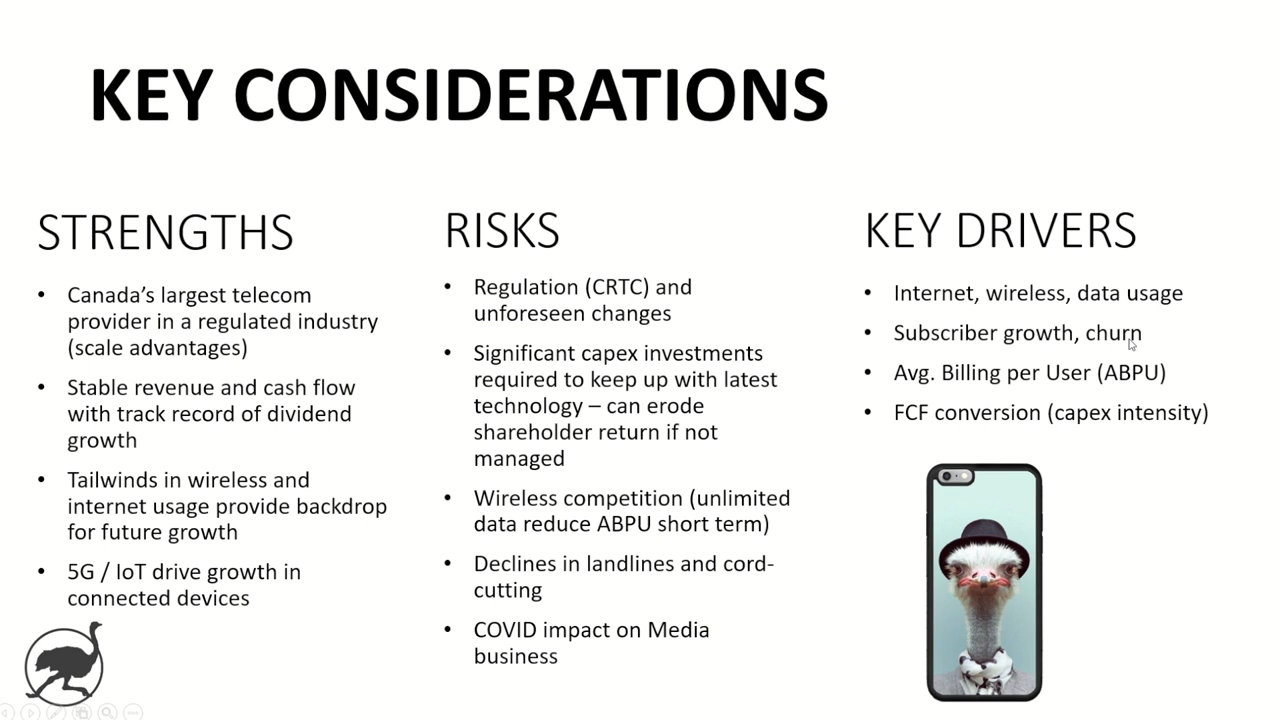 KEY CONSIDERATIONS
STRENGTHS
• Canada’s largest telecom
provider in a regulated industry
(scale advantages)
• Stable revenue and cash flow
with track record of dividend
growth
• Tailwinds in wireless and
internet usage provide backdrop
for future growth
• 5G / IoT drive growth in
connected devices
RISKS
• Regulation (CRTC) and
unforeseen changes
• Significant capex investments
required to keep up with latest
technology – can erode
shareholder return if not
managed
• Wireless competition (unlimited
data reduce ABPU short term)
• Declines in landlines and cord-
cutting
• COVID impact on Media
business
KEY DRIVERS
• Internet, wireless, data usage
• Subscriber growth, churn
• Avg. Billing per User (ABPU)
• FCF conversion (capex intensity)